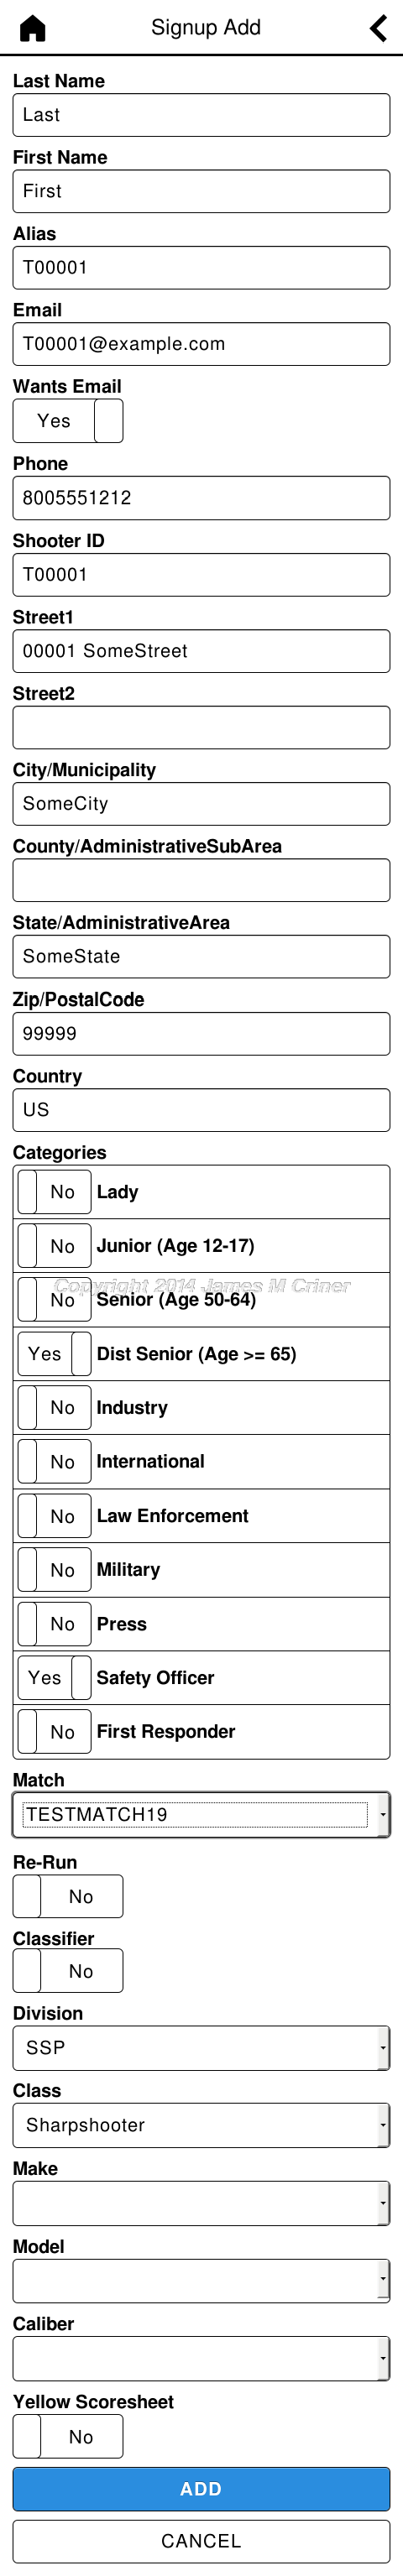 Signup Add
Last Name
Last
First Name
First
Alias
T00001
Email
T00001@example.com
Wants Email
Yes
Phone
8005551212
Shooter ID
T00001
Street1
00001 SomeStreet
Street2
City/Municipality
SomeCity
County/AdministrativeSubArea
State/AdministrativeArea
SomeState
Zip/PostalCode
99999
Country
US
Categories
No Lady
No Junior (Age 12-17)
Copyright 2014 James M Criner
No Senior (Age 50-64)
Yes Dist Senior (Age >= 65)
No Industry
No International
No Law Enforcement
No Military
No Press
Yes Safety Officer
No First Responder
Match
TESTMATCH19
Re-Run
No
Classifier
No
Division
SSP
Class
Sharpshooter
Make
Model
Caliber
Yellow Scoresheet
No
ADD
CANCEL